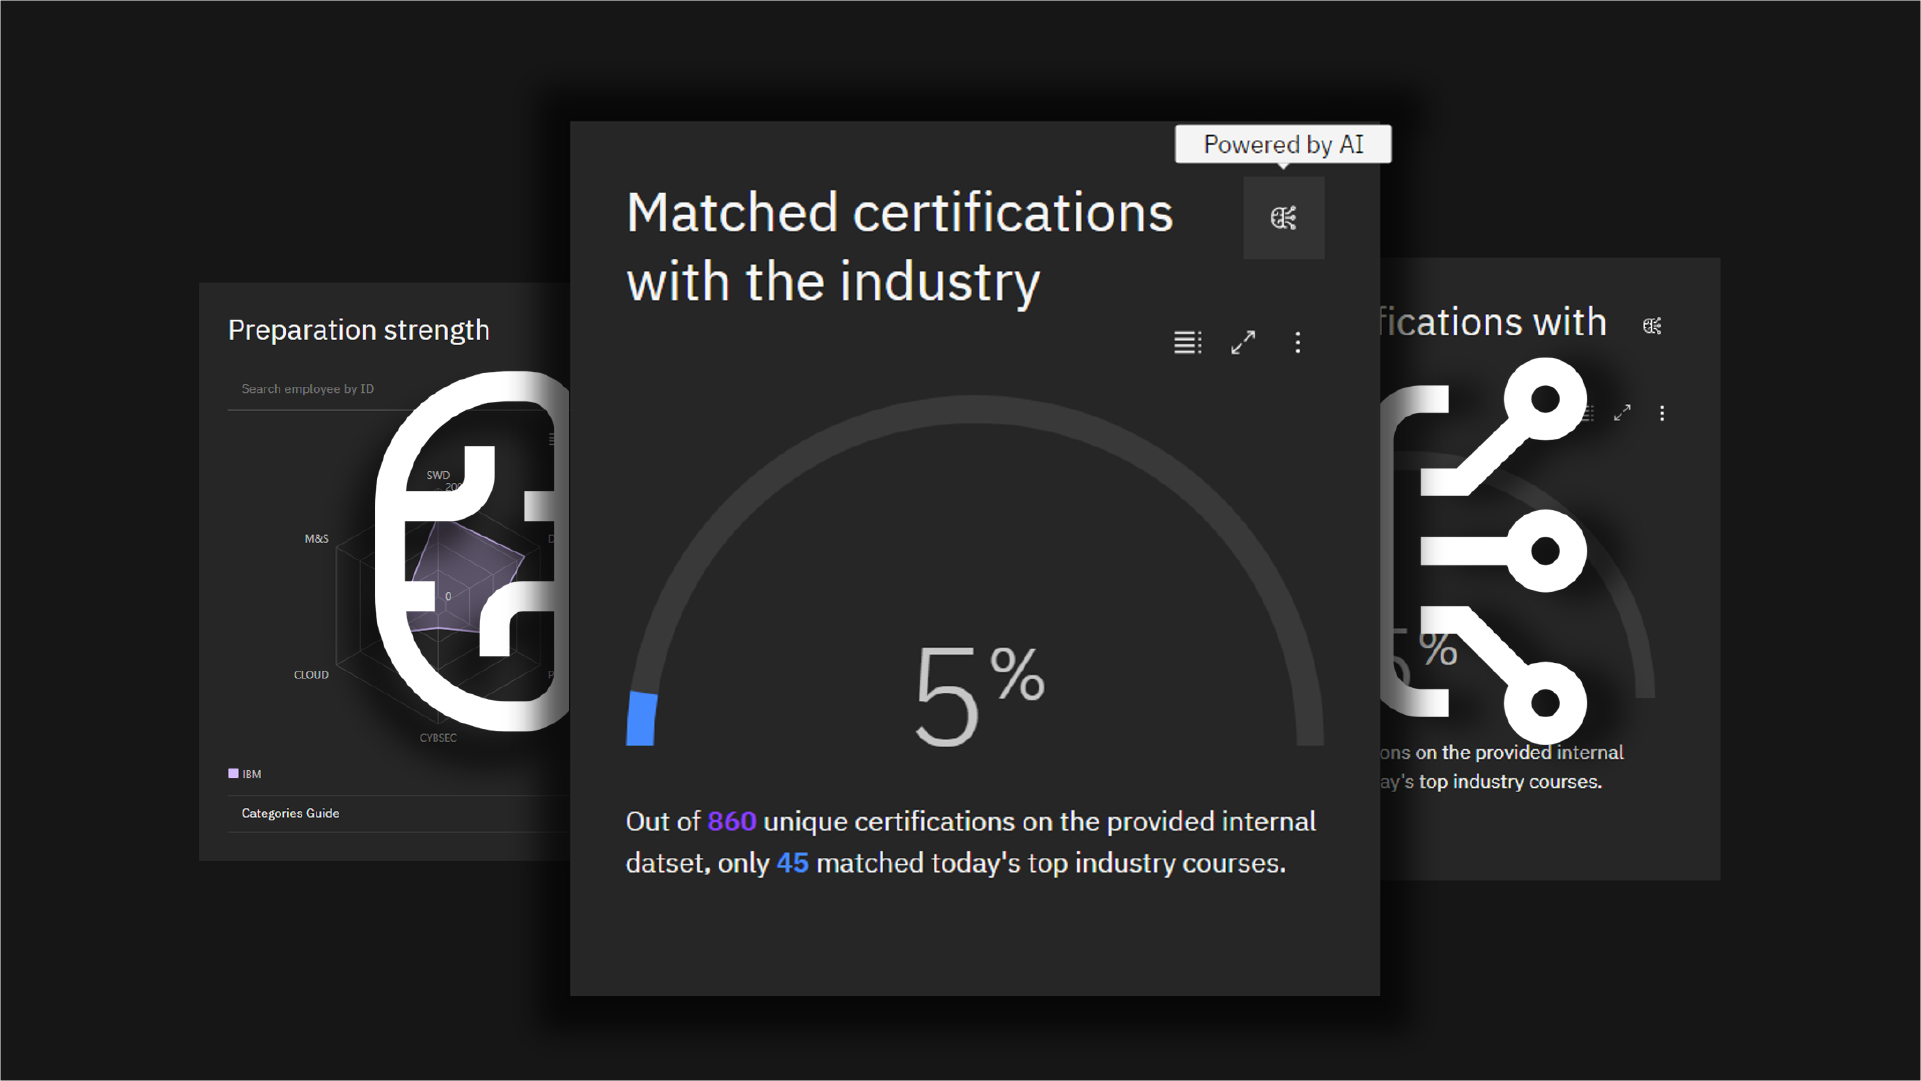 Powered by AI
Matched certifications
with the industry
5%
Out of 860 unique certifications on the provided internal
datset, only 45 matched today's top industry courses.
Preparation strength
Search employee by ID
SWD
M&S
0
CLOUD
CYBSEC
IBM
Categories Guide
fications with
5%
ons on the provided internal
ay's top industry courses.